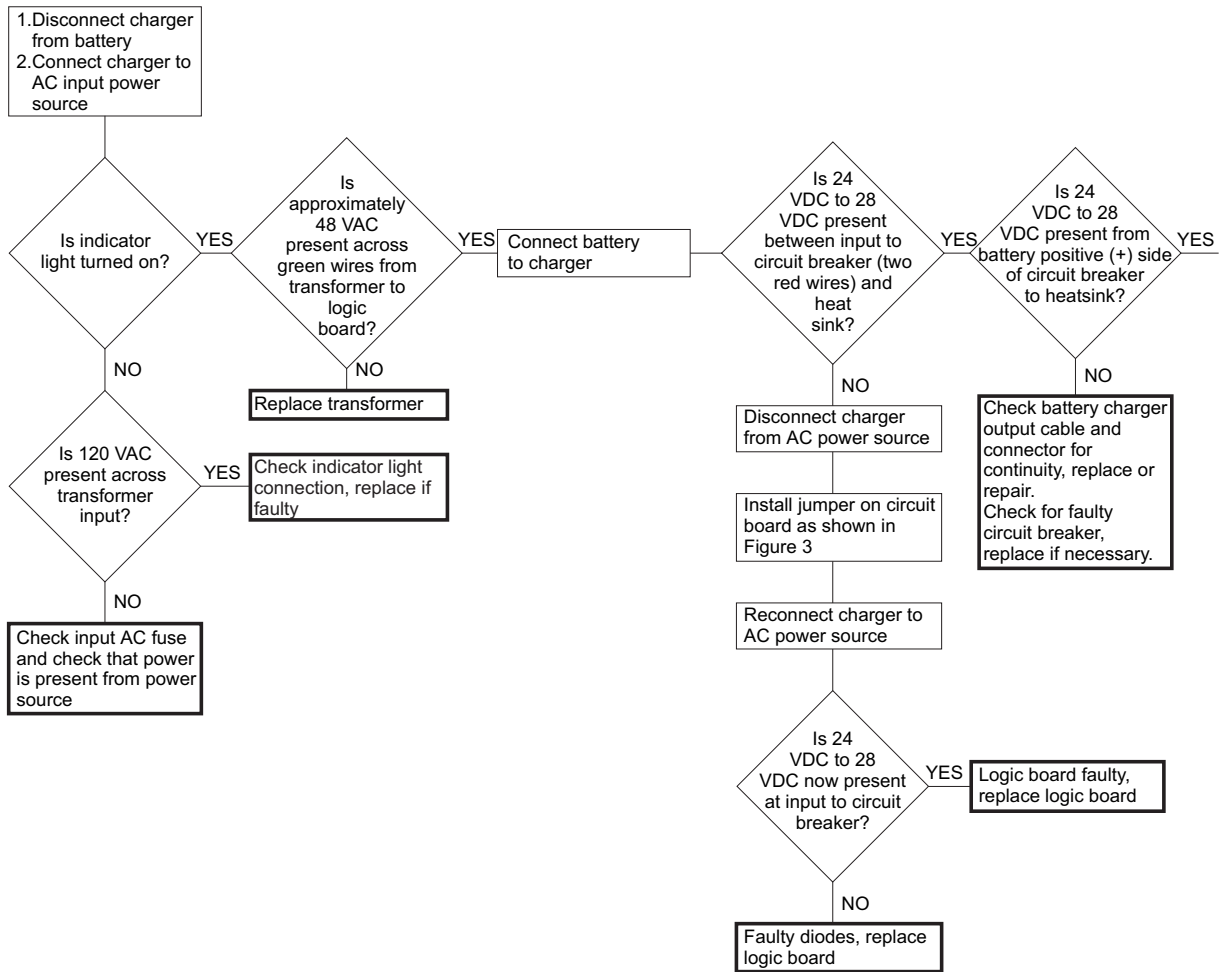 1.Disconnect charger
from battery
2.Connect charger to
AC input power
source
Is indicator
light turned on?
YES
NO
Is
approximately
48 VAC
present across
green wires from
transformer to
logic
board?
YES
NO
Replace transformer
Is 120 VAC
present across
transformer
input?
YES
Check indicator light
connection, replace if
faulty
NO
Check input AC fuse
and check that power
is present from power
source
Connect battery
to charger
Is 24
VDC to 28
VDC present
between input to
circuit breaker (two
red wires) and
heat
sink?
YES
NO
Disconnect charger
from AC power source
Install jumper on circuit
board as shown in
Figure 3
Reconnect charger to
AC power source
Is 24
VDC to 28
VDC now present
at input to circuit
breaker?
YES
Logic board faulty,
replace logic board
NO
Faulty diodes, replace
logic board
Is 24
VDC to 28
VDC present from
battery positive (+) side
of circuit breaker
to heatsink?
YES
NO
Check battery charger
output cable and
connector for
continuity, replace or
repair.
Check for faulty
circuit breaker,
replace if necessary.